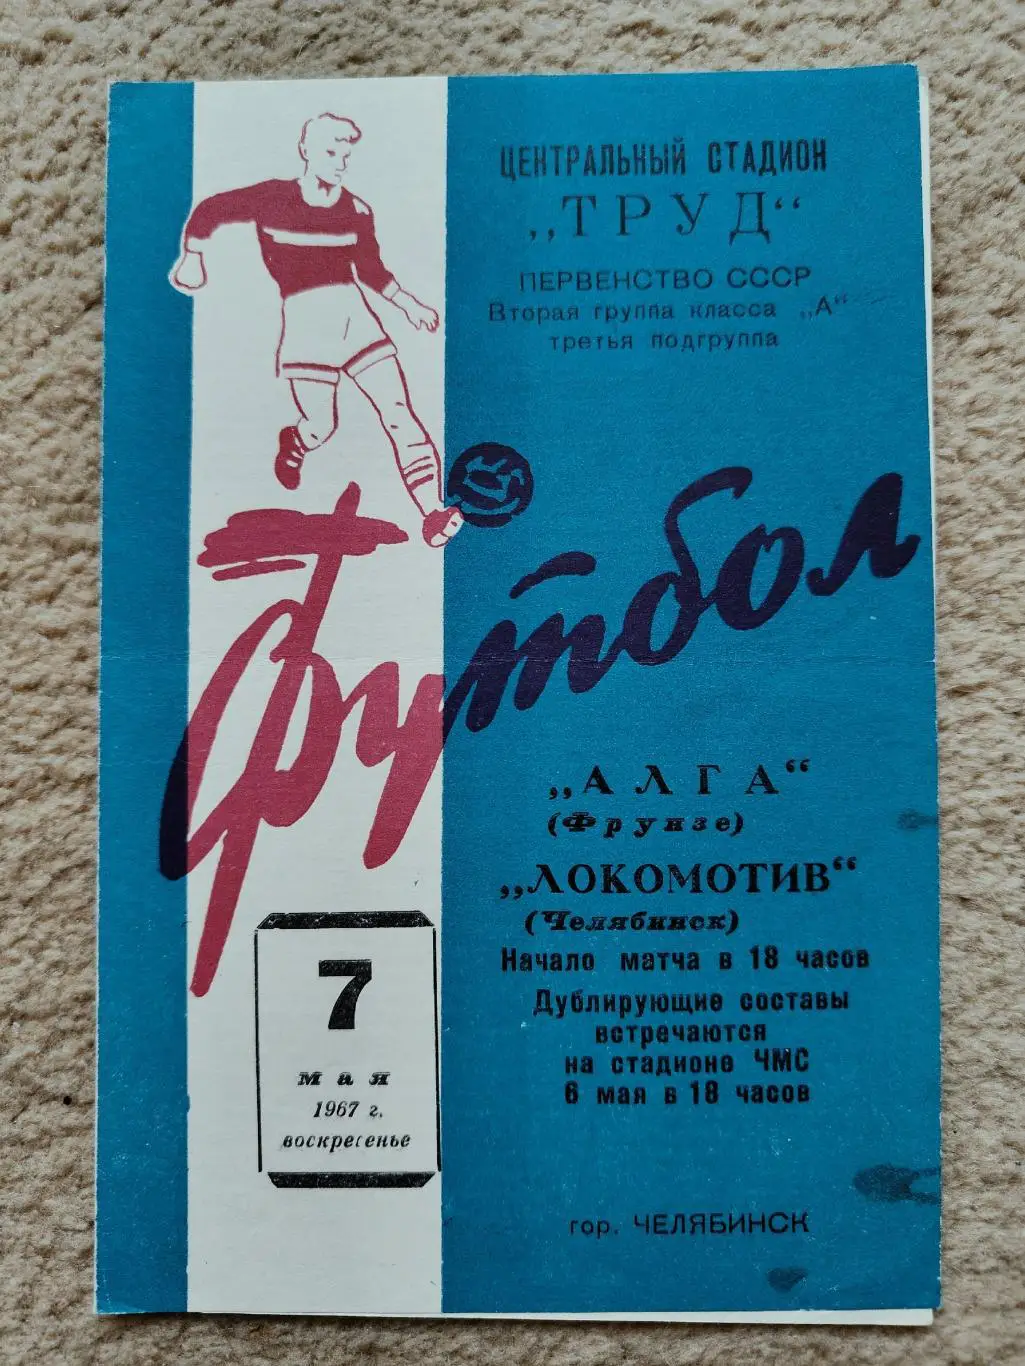 ЦЕНТРАЛЬНЫЙ СТАДИОН
„ТРУД“
ПЕРВЕНСТВО СССР
Вторая группа класса „А“
третья подгруппа
Футбол
„АЛГА“
(Фрунзе)
„ЛОКОМОТИВ“
(Челябинск)
Начало матча в 18 часов
Дублирующие составы
встречаются
на стадионе ЧМС
6 мая в 18 часов
7
мая
1967 г.
воскресенье
гор. ЧЕЛЯБИНСК